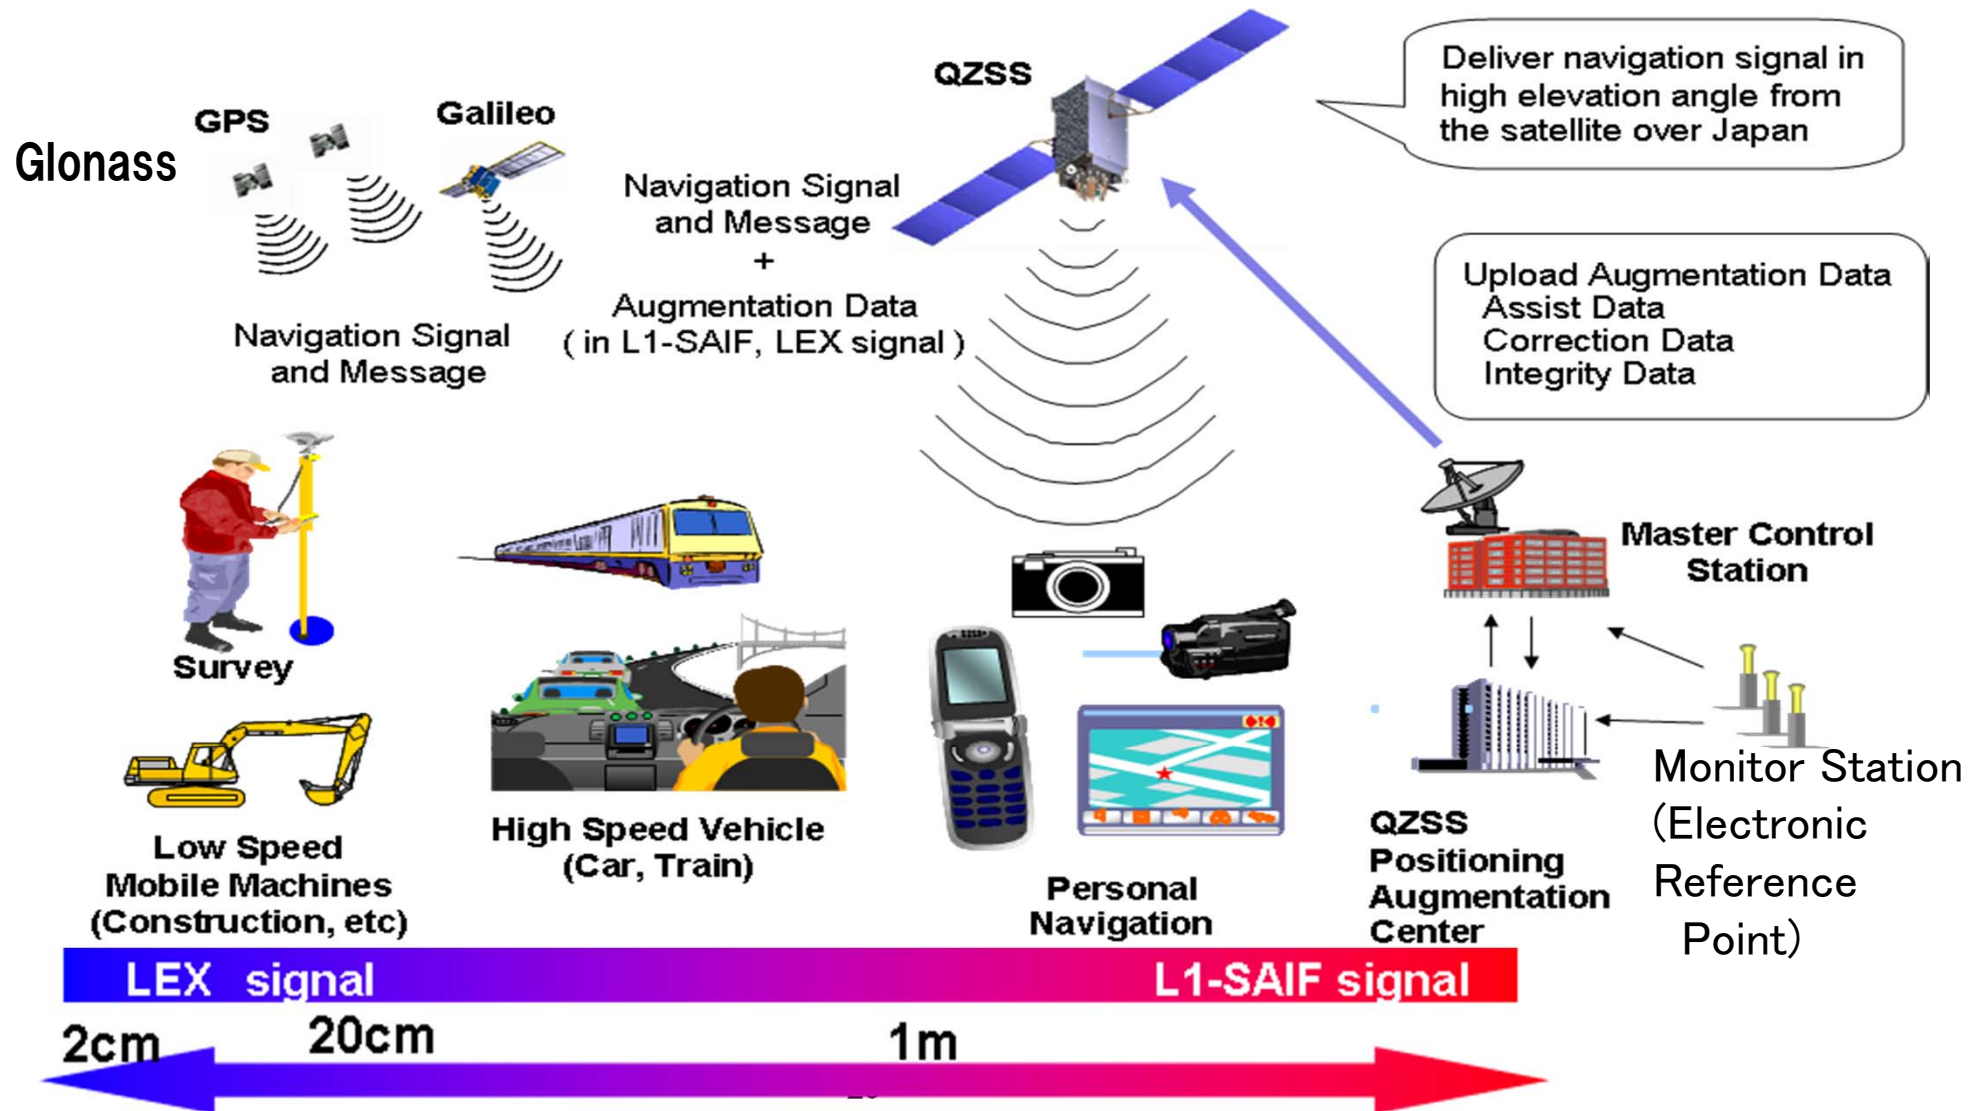 Glonass
GPS
Galileo
Navigation Signal
and Message
QZSS
Navigation Signal
and Message
+
Augmentation Data
( in L1-SAIF, LEX signal )
Deliver navigation signal in
high elevation angle from
the satellite over Japan
Upload Augmentation Data
Assist Data
Correction Data
Integrity Data
Master Control
Station
Survey
Low Speed
Mobile Machines
(Construction, etc)
High Speed Vehicle
(Car, Train)
Personal
Navigation
QZSS
Positioning
Augmentation
Center
Monitor Station
(Electronic
Reference
Point)
LEX signal
L1-SAIF signal
2cm
20cm
1m